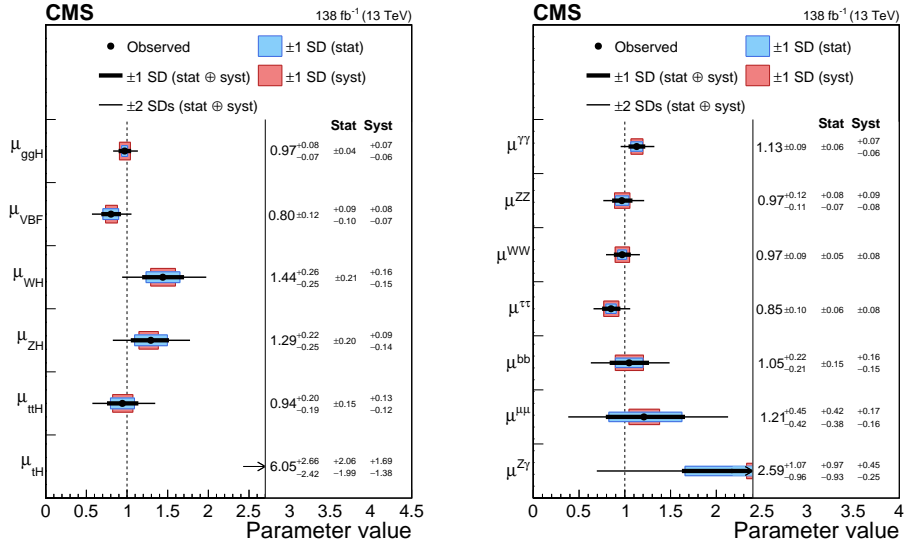 CMS 138 fb⁻¹ (13 TeV)
Observed ±1 SD (stat)
±1 SD (stat ⊕ syst) ±1 SD (syst)
±2 SDs (stat ⊕ syst)
Stat Syst
μggH 0.97 +0.08 −0.07 ±0.04 +0.07 −0.06
μVBF 0.80 ±0.12 +0.09 −0.10 +0.08 −0.07
μWH 1.44 +0.26 −0.25 ±0.21 +0.16 −0.15
μZH 1.29 +0.22 −0.25 ±0.20 +0.09 −0.14
μttH 0.94 +0.20 −0.19 ±0.15 +0.13 −0.12
μtH 6.05 +2.66 −2.42 +2.06 −1.99 +1.69 −1.38
0 0.5 1 1.5 2 2.5 3 3.5 4 4.5
Parameter value
CMS 138 fb⁻¹ (13 TeV)
Observed ±1 SD (stat)
±1 SD (stat ⊕ syst) ±1 SD (syst)
±2 SDs (stat ⊕ syst)
Stat Syst
μγγ 1.13 ±0.09 ±0.06 +0.07 −0.06
μZZ 0.97 +0.12 −0.11 +0.08 −0.07 +0.09 −0.08
μWW 0.97 ±0.09 ±0.05 ±0.08
μττ 0.85 ±0.10 ±0.06 ±0.08
μbb 1.05 +0.22 −0.21 ±0.15 +0.16 −0.15
μμμ 1.21 +0.45 −0.42 +0.42 −0.38 +0.17 −0.16
μZγ 2.59 +1.07 −0.96 +0.97 −0.93 +0.45 −0.25
0 0.5 1 1.5 2 2.5 3 3.5 4
Parameter value